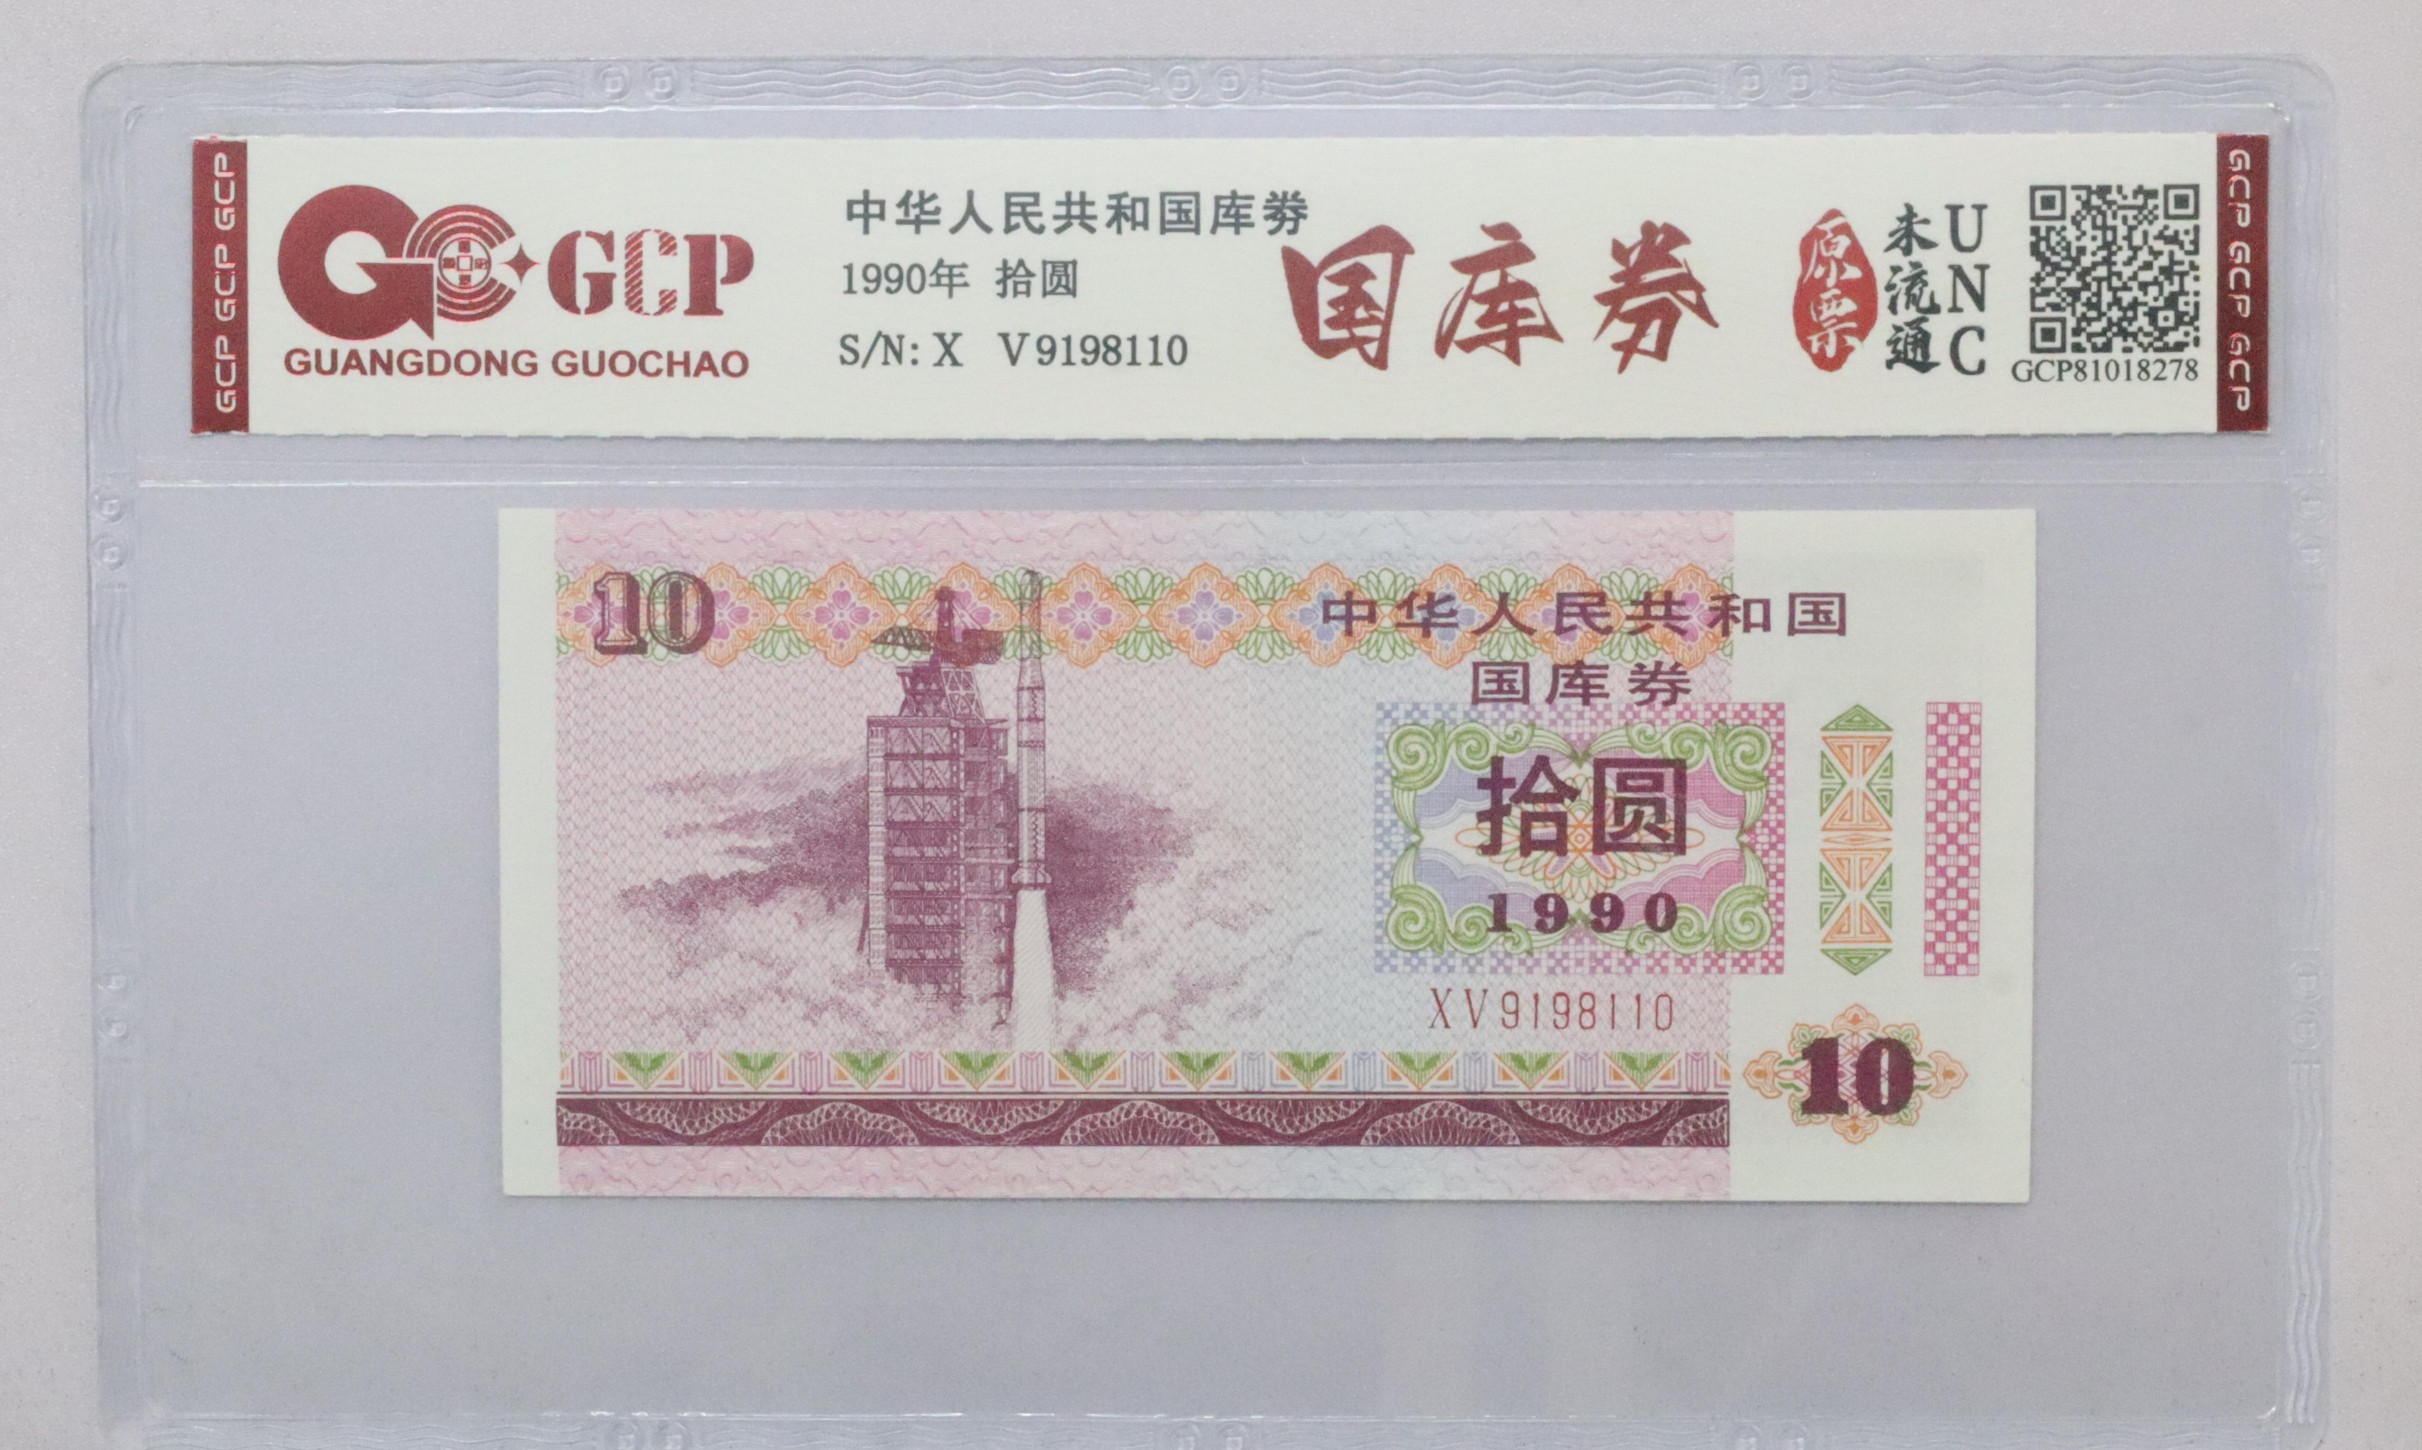 GCP GCP GCP
GCP
GUANGDONG GUOCHAO
中华人民共和国库券
1990年 拾圆
S/N: X V9198110
国库券
原票
未流通
UNC
GCP81018278
GCP GCP GCP
10
中华人民共和国
国库券
拾圆
1990
XV9198110
10